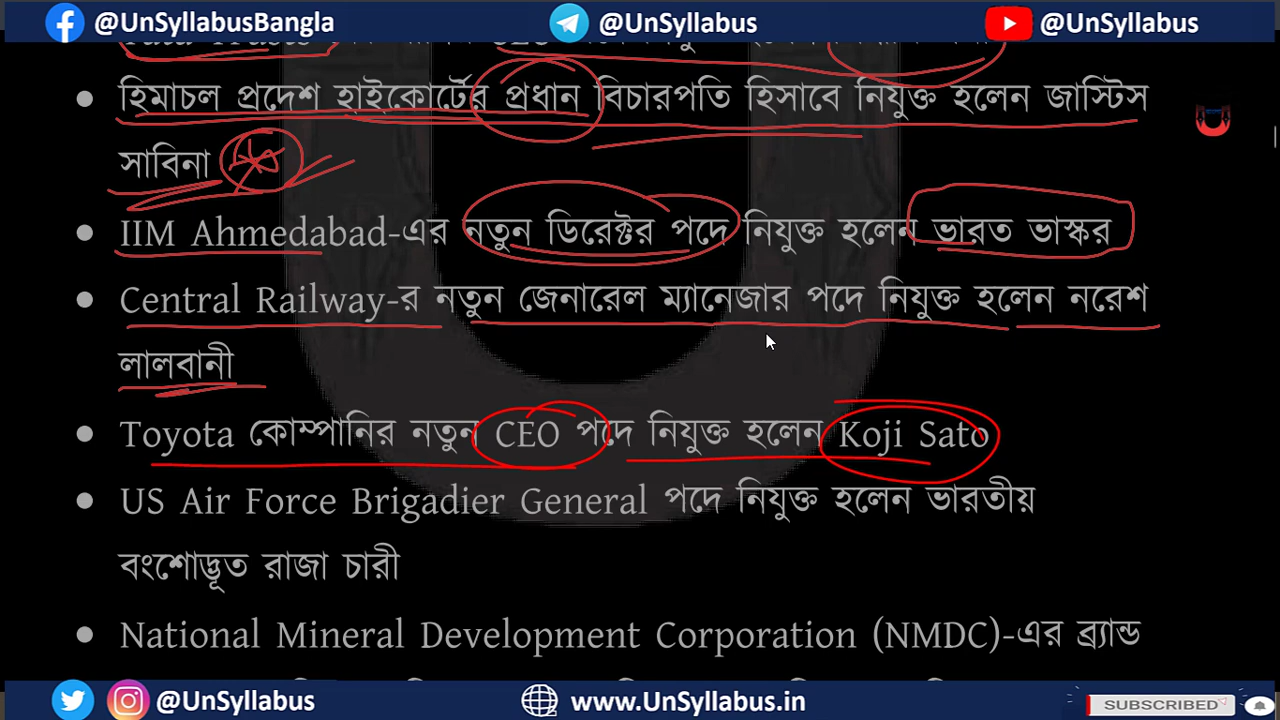 @UnSyllabusBangla @UnSyllabus @UnSyllabus
হিমাচল প্রদেশ হাইকোর্টের প্রধান বিচারপতি হিসাবে নিযুক্ত হলেন জাস্টিস
সাবিনা
IIM Ahmedabad-এর নতুন ডিরেক্টর পদে নিযুক্ত হলেন ভারত ভাস্কর
Central Railway-র নতুন জেনারেল ম্যানেজার পদে নিযুক্ত হলেন নরেশ
লালবানী
Toyota কোম্পানির নতুন CEO পদে নিযুক্ত হলেন Koji Sato
US Air Force Brigadier General পদে নিযুক্ত হলেন ভারতীয়
বংশোদ্ভূত রাজা চারী
National Mineral Development Corporation (NMDC)-এর ব্র্যান্ড
@UnSyllabus www.UnSyllabus.in SUBSCRIBED